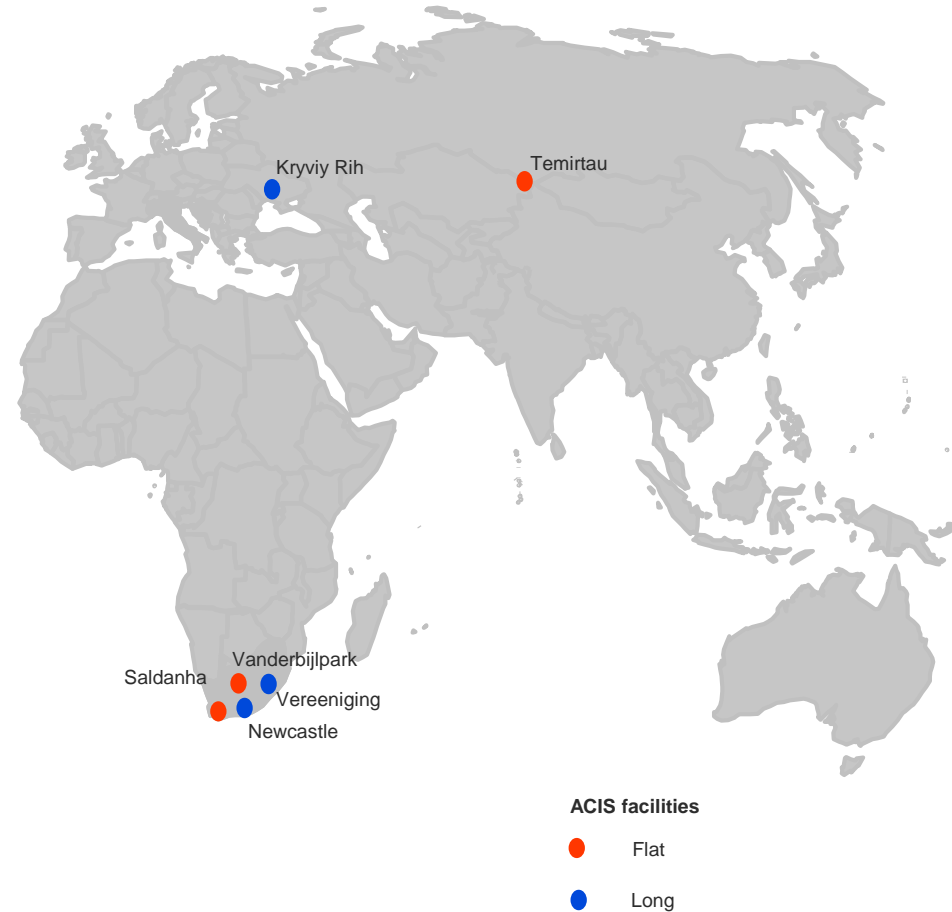 Temirtau
Kryviy Rih
Vanderbijlpark
Saldanha
Vereeniging
Newcastle
ACIS facilities
Flat
Long